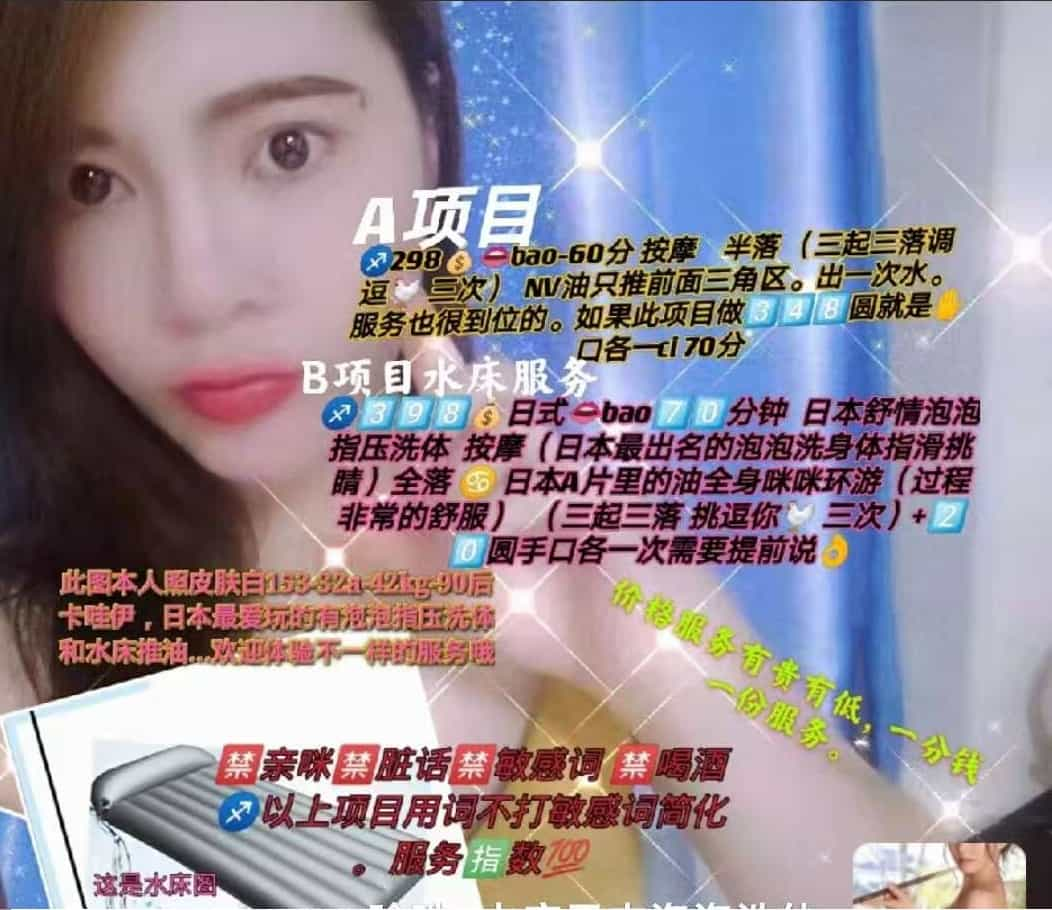 A项目
♐298💰👄bao-60分 按摩 半落 （三起三落调
逗🐔 三次） NV油只推前面三角区。出一次水。
服务也很到位的。如果此项目做3️⃣4️⃣8️⃣圆就是✋
口各一ci 70分
B项目水床服务
♐3️⃣9️⃣8️⃣💰日式👄bao7️⃣0️⃣分钟 日本舒情泡泡
指压洗体 按摩（日本最出名的泡泡洗身体指滑挑
睛）全落♋日本A片里的油全身咪咪环游（过程
非常的舒服）（三起三落 挑逗你🐔 三次）+2️⃣
0️⃣圆手口各一次需要提前说👌
此图本人照皮肤白153-32a-42kg-90后
卡哇伊，日本最爱玩的有泡泡指压洗体
和水床推油...欢迎体验不一样的服务哦
价格服务有贵有低，一分钱
一份服务。
🈲亲咪🈲脏话🈲敏感词 🈲喝酒
♐以上项目用词不打敏感词简化
。服务🈯数💯
这是水床图